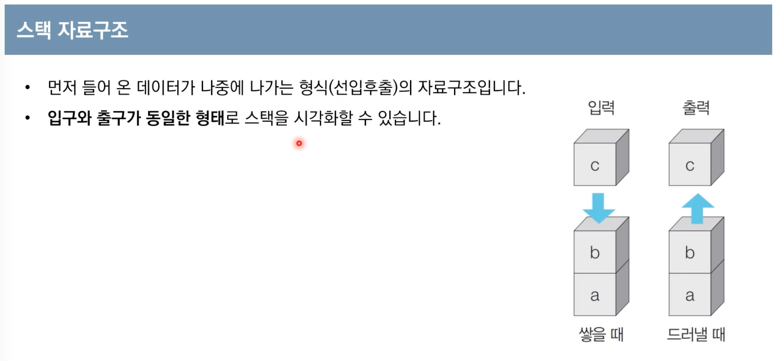 스택 자료구조
• 먼저 들어 온 데이터가 나중에 나가는 형식(선입후출)의 자료구조입니다.
• 입구와 출구가 동일한 형태로 스택을 시각화할 수 있습니다.
입력 출력
c c
b b
a a
쌓을 때 드러낼 때